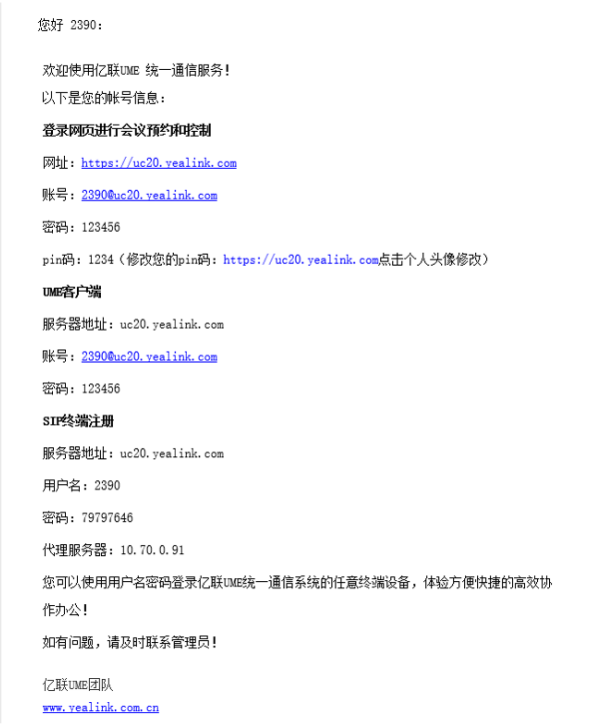 您好 2390：
欢迎使用亿联UME 统一通信服务！
以下是您的帐号信息：
登录网页进行会议预约和控制
网址：https://uc20.yealink.com
账号：2390@uc20.yealink.com
密码：123456
pin码：1234（修改您的pin码：https://uc20.yealink.com点击个人头像修改）
UME客户端
服务器地址：uc20.yealink.com
账号：2390@uc20.yealink.com
密码：123456
SIP终端注册
服务器地址：uc20.yealink.com
用户名：2390
密码：79797646
代理服务器：10.70.0.91
您可以使用用户名密码登录亿联UME统一通信系统的任意终端设备，体验方便快捷的高效协
作办公！
如有问题，请及时联系管理员！
亿联UME团队
www.yealink.com.cn